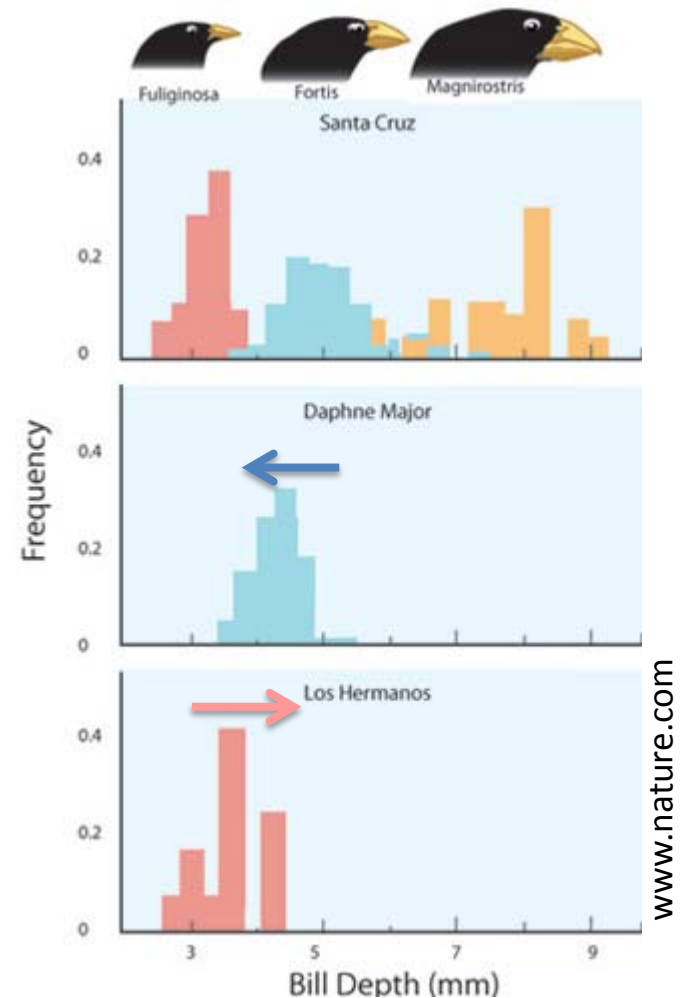 Fuliginosa
Fortis
Magnirostris
Santa Cruz
0.4
0.2
0
Daphne Major
0.4
0.2
0
Frequency
Los Hermanos
0.4
0.2
0
3 5 7 9
Bill Depth (mm)
www.nature.com